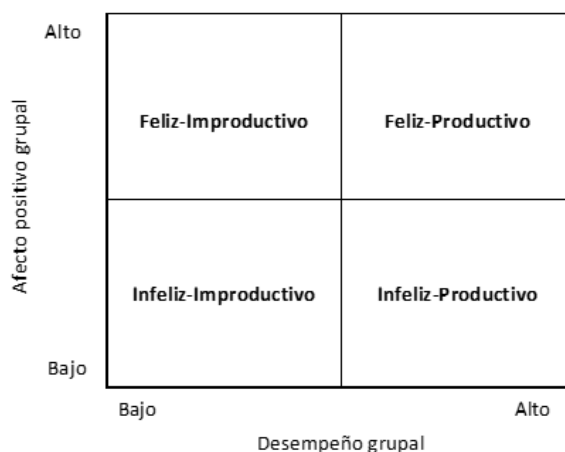 Alto
Afecto positivo grupal
Feliz-Improductivo
Feliz-Productivo
Infeliz-Improductivo
Infeliz-Productivo
Bajo
Bajo
Alto
Desempeño grupal